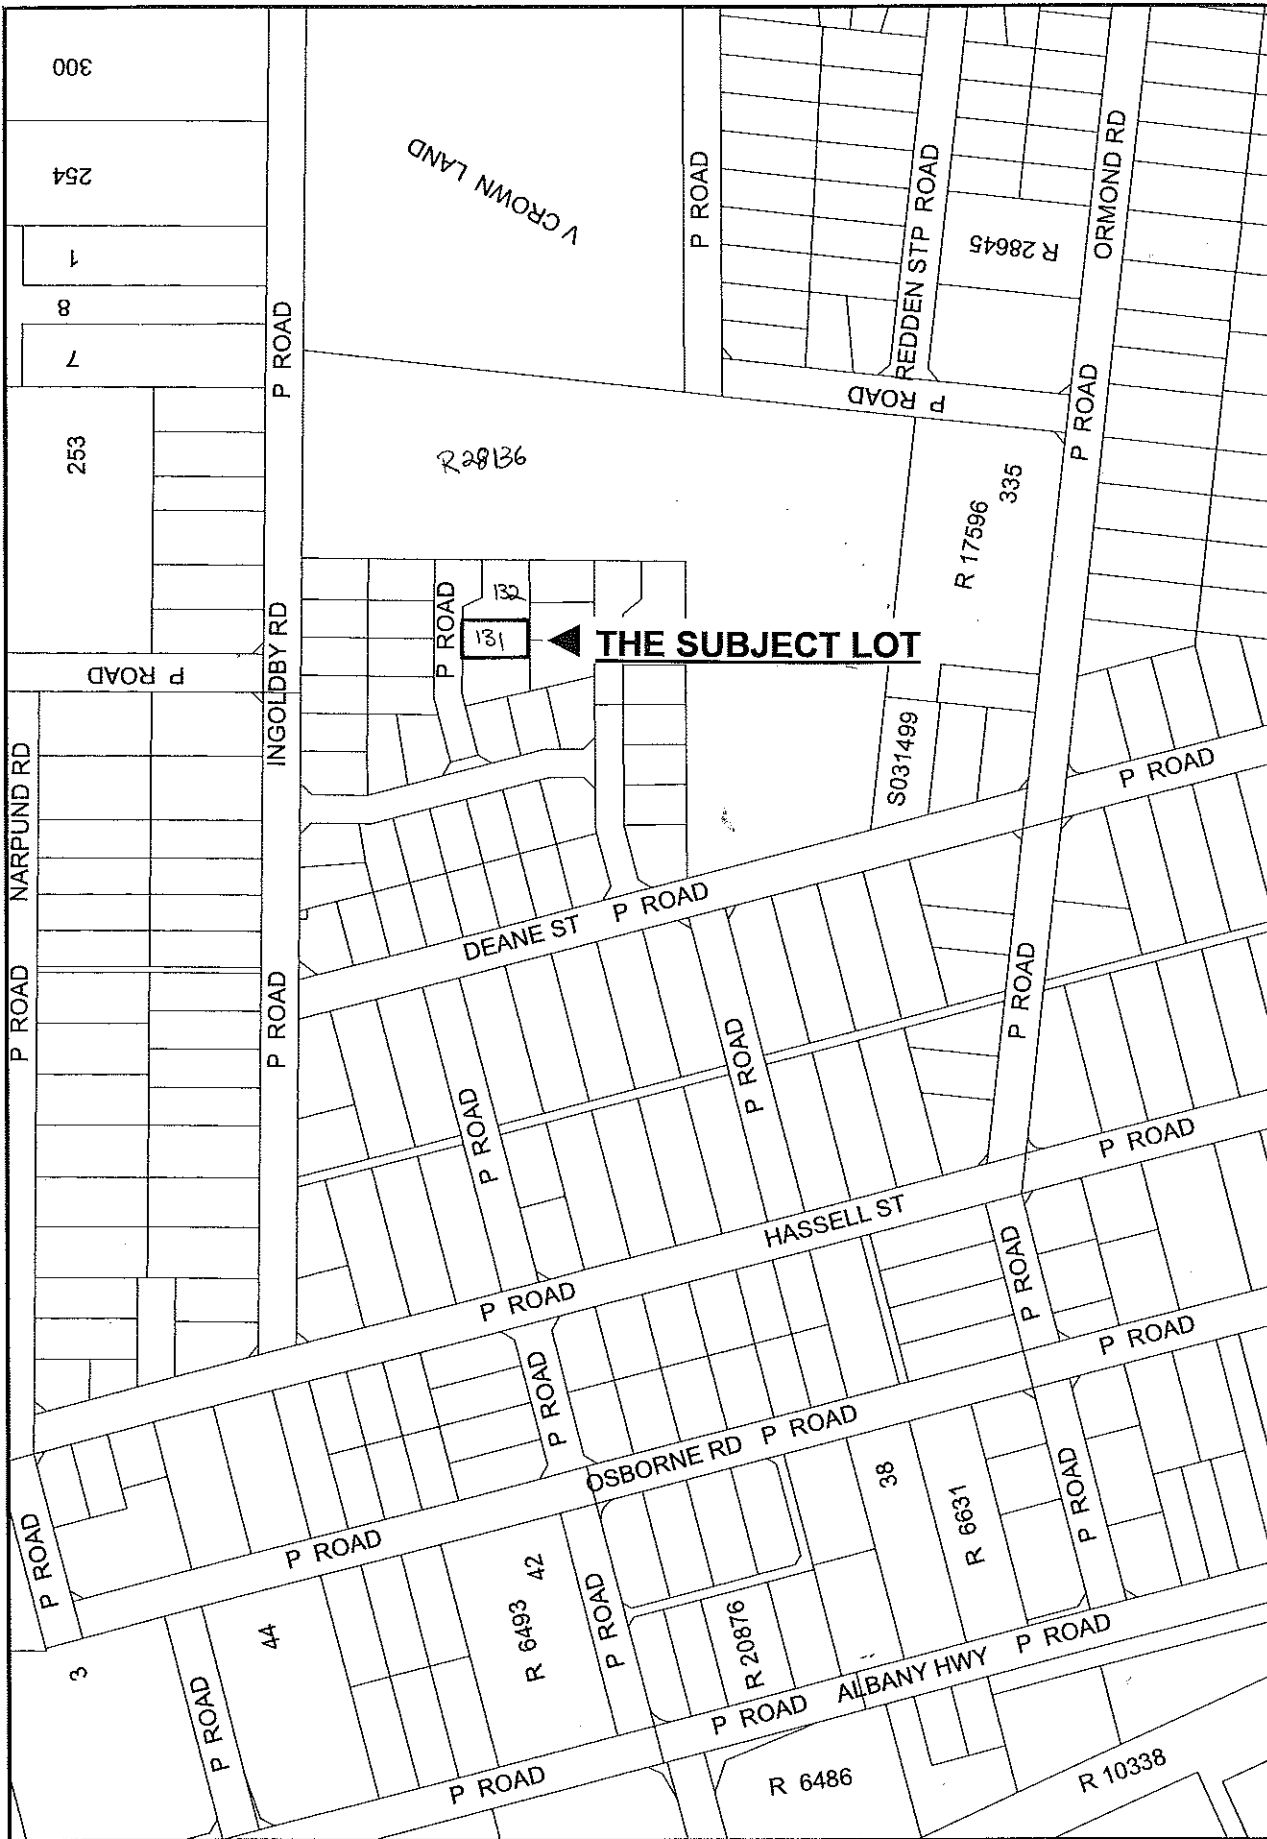 300
254
1
8
7
253
V CROWN LAND
P ROAD
P ROAD
REDDEN ST P ROAD
R 28645
ORMOND RD
P ROAD
P ROAD
R28136
R 17596
335
INGOLDBY RD
P ROAD
132
131
THE SUBJECT LOT
P ROAD
NARPUND RD
P ROAD
P ROAD
S031499
P ROAD
DEANE ST P ROAD
P ROAD
P ROAD
P ROAD
HASSELL ST
P ROAD
P ROAD
P ROAD
P ROAD
P ROAD
OSBORNE RD P ROAD
P ROAD
P ROAD
38
R 6631
P ROAD
P ROAD
44
R 6493 42
P ROAD
R 20876
3
P ROAD
P ROAD
P ROAD ALBANY HWY P ROAD
R 6486
R 10338